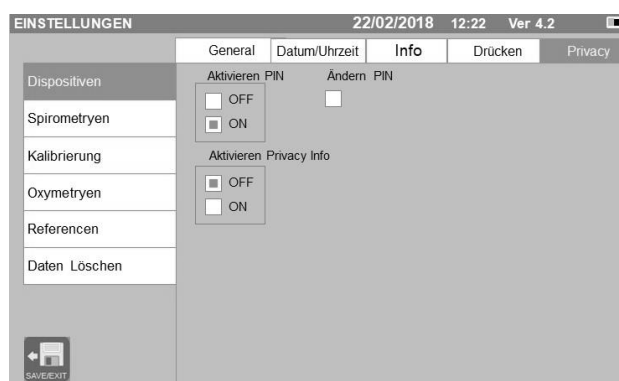 EINSTELLUNGEN 22/02/2018 12:22 Ver 4.2
General Datum/Uhrzeit Info Drücken Privacy
Dispositiven
Spirometryen
Kalibrierung
Oxymetryen
Referencen
Daten Löschen
Aktivieren PIN Ändern PIN
OFF
ON
Aktivieren Privacy Info
OFF
ON
SAVE/EXIT